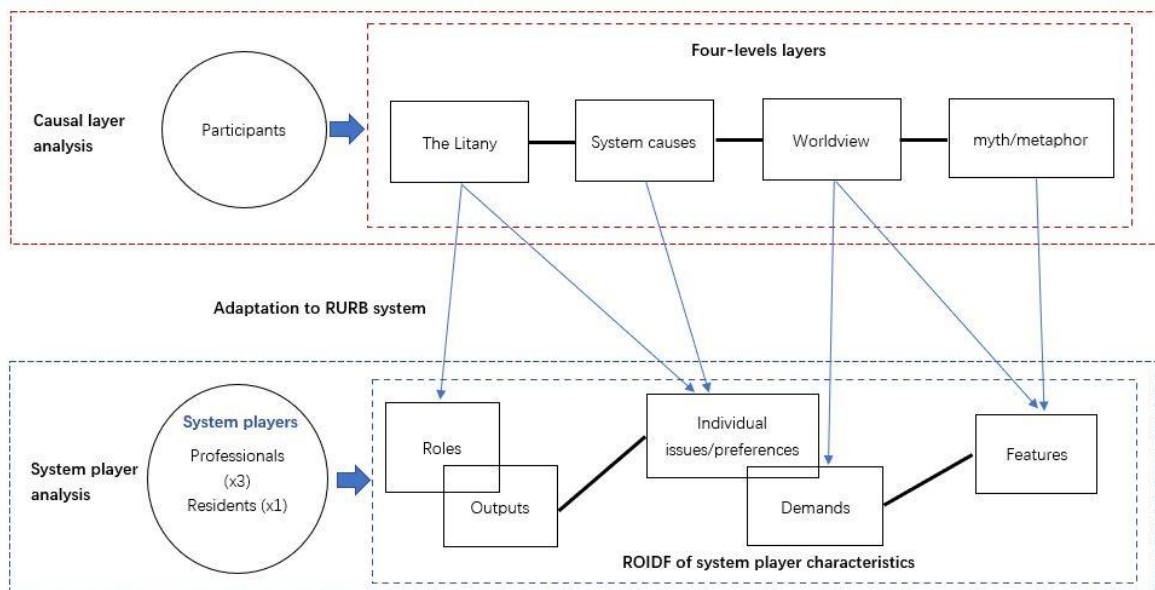 Four-levels layers
Causal layer
analysis
Participants
The Litany
System causes
Worldview
myth/metaphor
Adaptation to RURB system
System player
analysis
System players
Professionals
(x3)
Residents (x1)
Roles
Outputs
Individual
issues/preferences
Demands
Features
ROIDF of system player characteristics